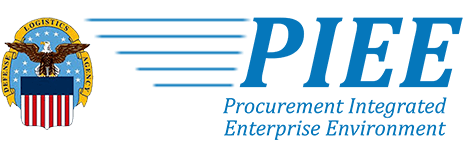 DEFENSE LOGISTICS AGENCY
PIEE
Procurement Integrated
Enterprise Environment